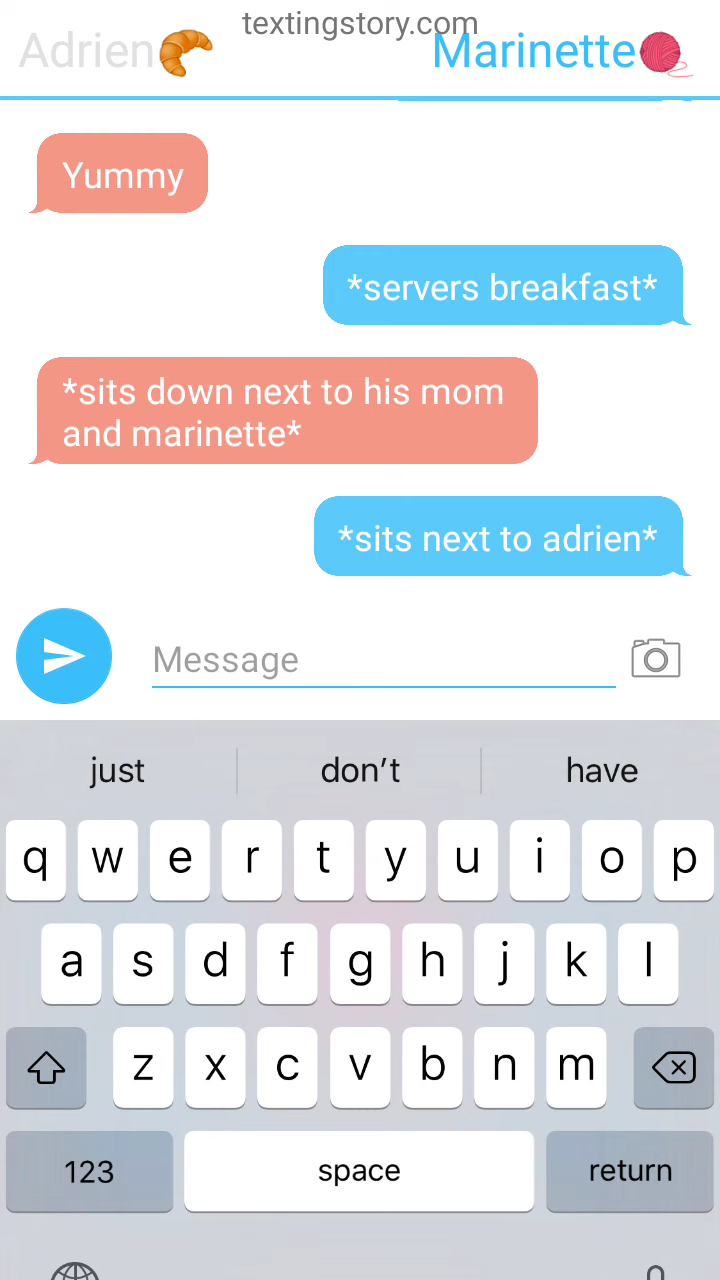 textingstory.com
Adrien🥐 Marinette🧶
Yummy
*servers breakfast*
*sits down next to his mom
and marinette*
*sits next to adrien*
Message
just don't have
q w e r t y u i o p
a s d f g h j k l
z x c v b n m
123 space return